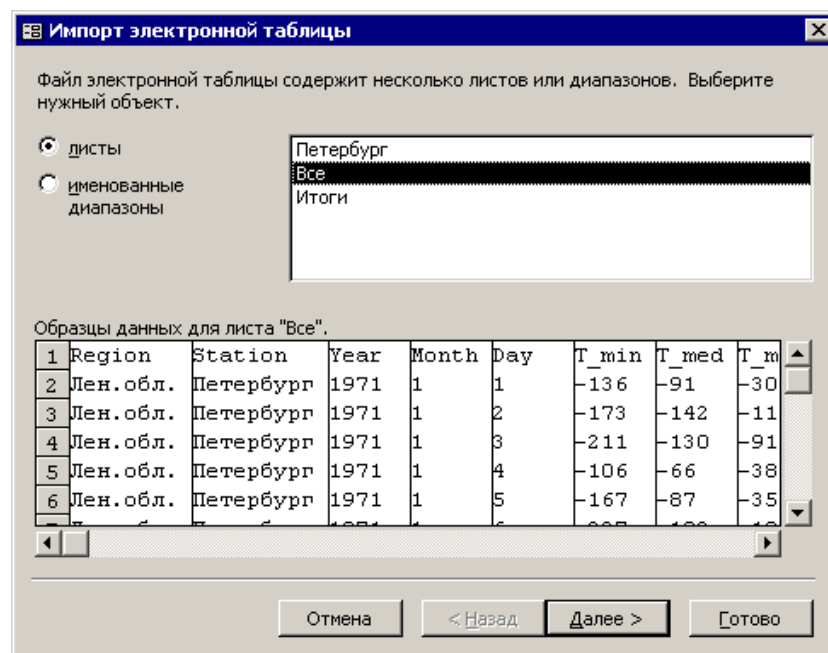 Импорт электронной таблицы
Файл электронной таблицы содержит несколько листов или диапазонов. Выберите
нужный объект.
листы
именованные
диапазоны
Петербург
Все
Итоги
Образцы данных для листа "Все".
1 Region Station Year Month Day T_min T_med T_m
2 Лен.обл. Петербург 1971 1 1 -136 -91 -30
3 Лен.обл. Петербург 1971 1 2 -173 -142 -11
4 Лен.обл. Петербург 1971 1 3 -211 -130 -91
5 Лен.обл. Петербург 1971 1 4 -106 -66 -38
6 Лен.обл. Петербург 1971 1 5 -167 -87 -35
Отмена < Назад Далее > Готово